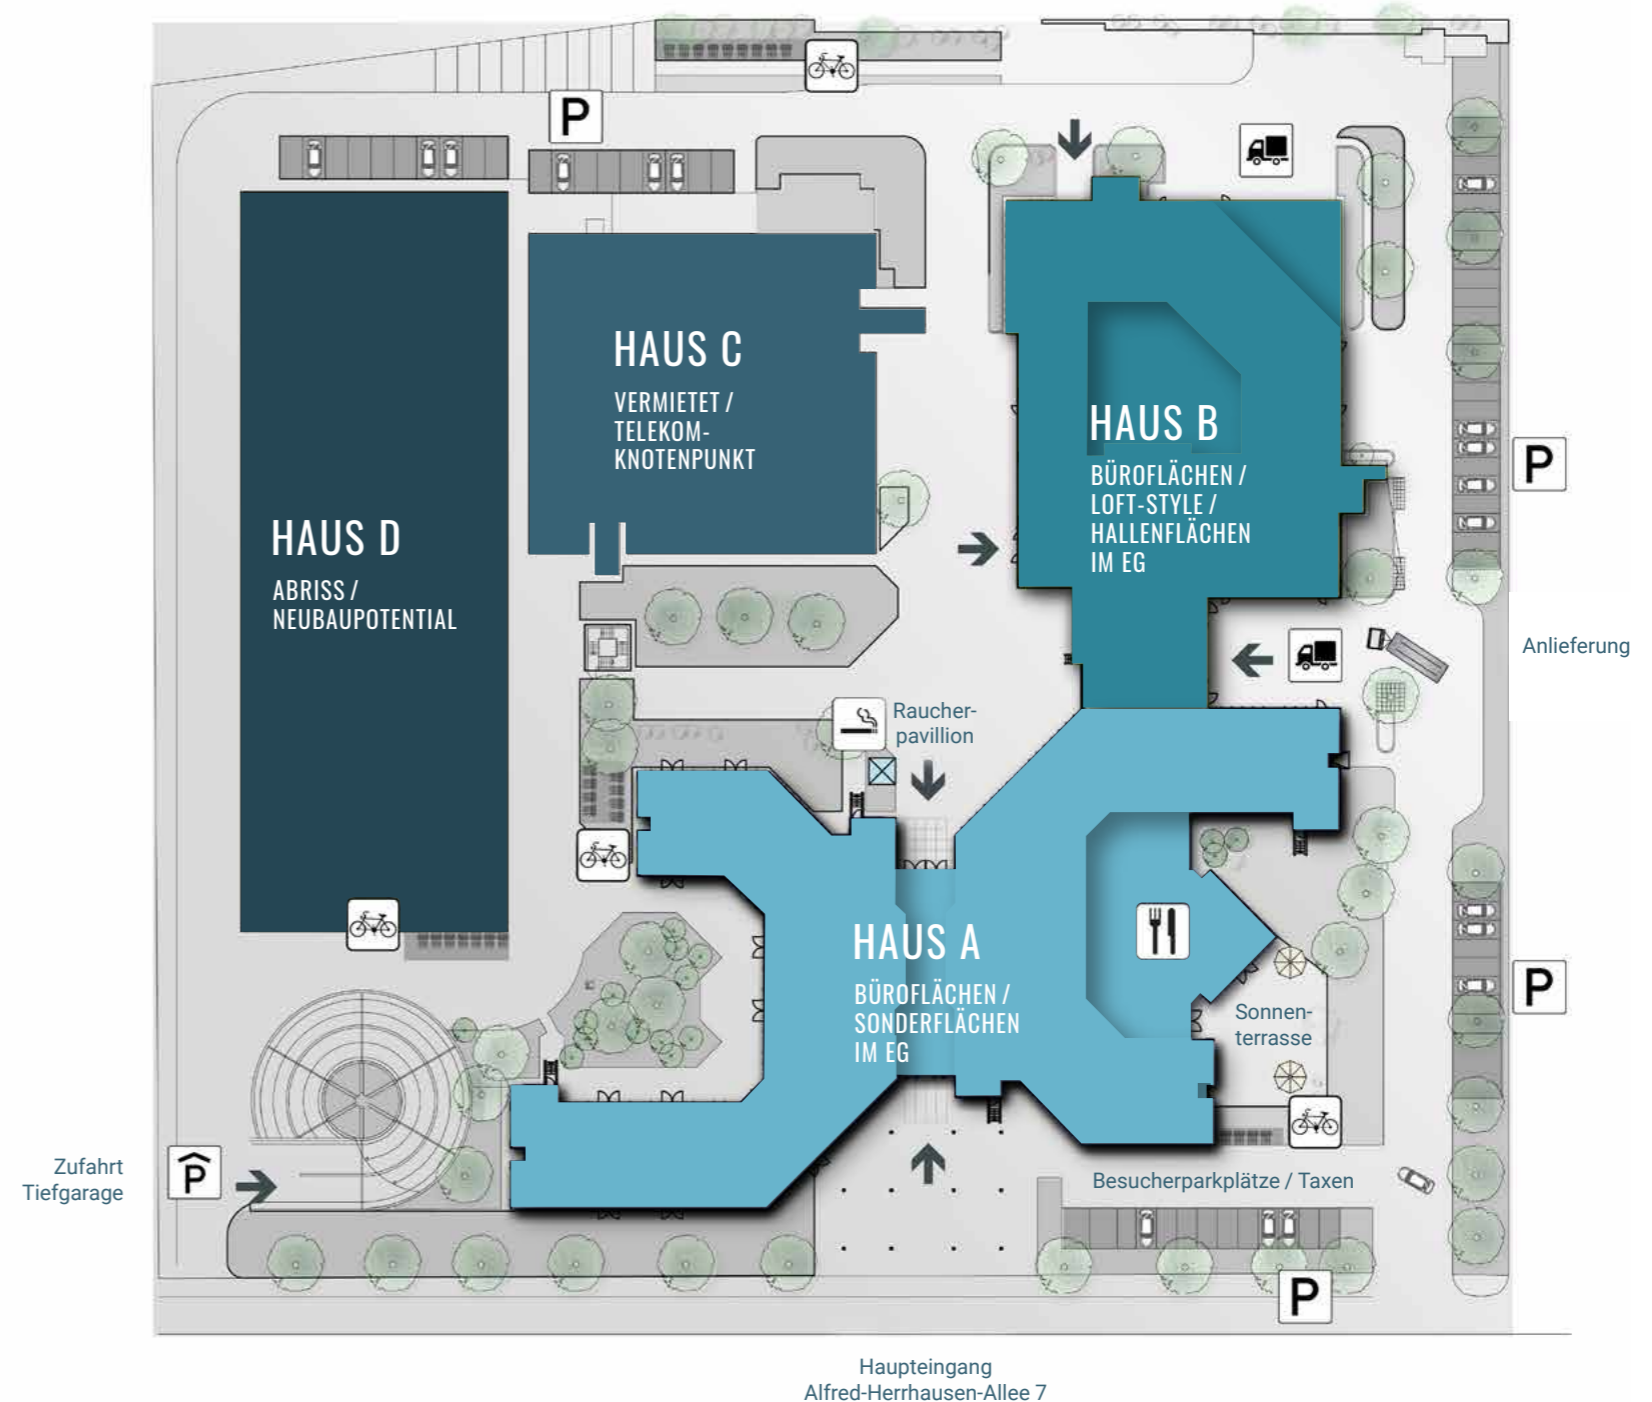 P
HAUS C
VERMIETET /
TELEKOM-
KNOTENPUNKT
HAUS B
BÜROFLÄCHEN /
LOFT-STYLE /
HALLENFLÄCHEN
IM EG
P
HAUS D
ABRISS /
NEUBAUPOTENTIAL
Anlieferung
Raucher-
pavillion
HAUS A
BÜROFLÄCHEN /
SONDERFLÄCHEN
IM EG
P
Sonnen-
terrasse
Zufahrt
Tiefgarage
P
Besucherparkplätze / Taxen
P
Haupteingang
Alfred-Herrhausen-Allee 7